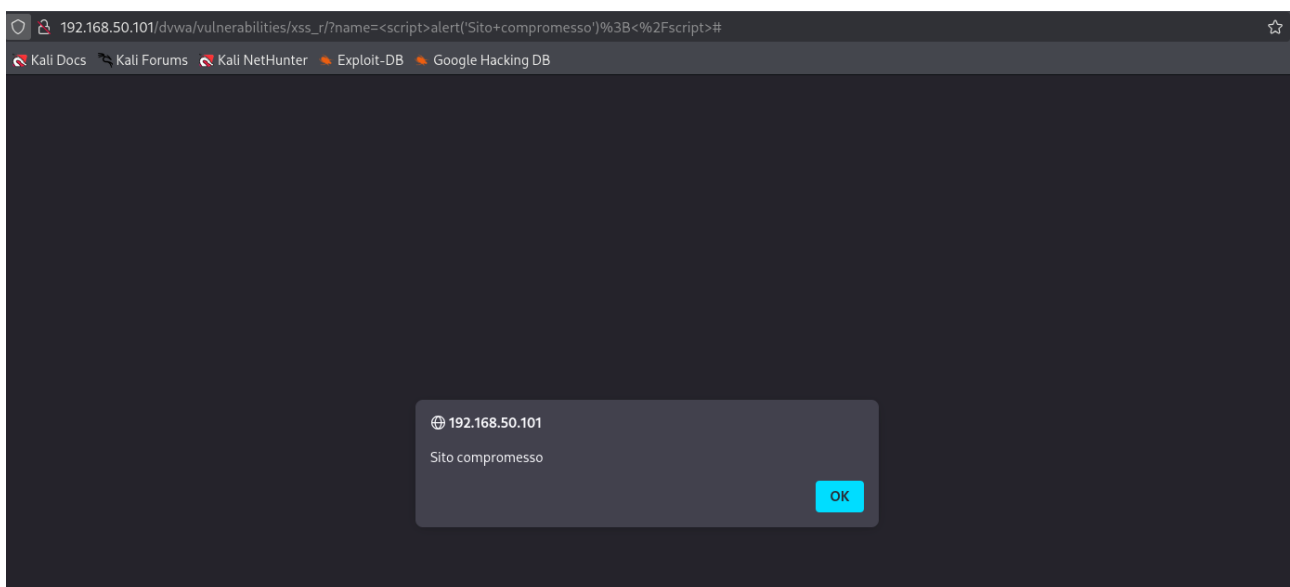 192.168.50.101/dvwa/vulnerabilities/xss_r/?name=<script>alert('Sito+compromesso')%3B<%2Fscript>#
Kali Docs Kali Forums Kali NetHunter Exploit-DB Google Hacking DB
192.168.50.101
Sito compromesso
OK